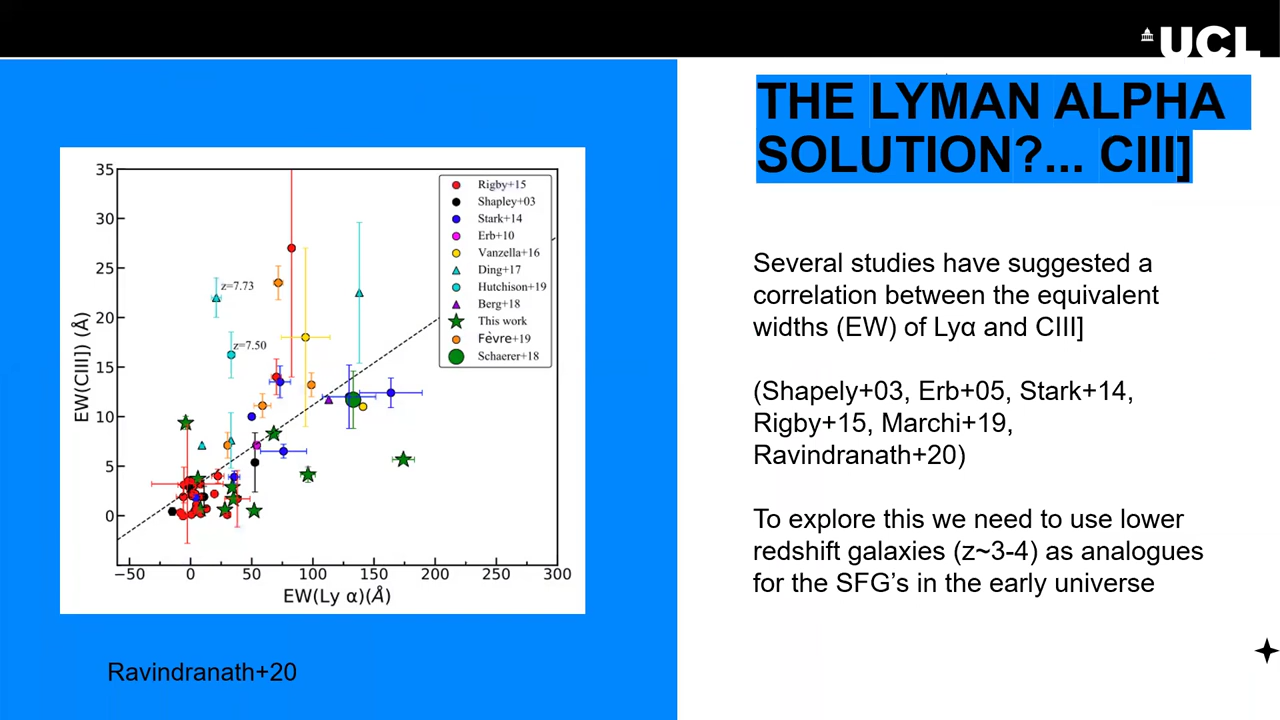 UCL
THE LYMAN ALPHA
SOLUTION?... CIII]
Several studies have suggested a
correlation between the equivalent
widths (EW) of Lyα and CIII]
(Shapely+03, Erb+05, Stark+14,
Rigby+15, Marchi+19,
Ravindranath+20)
To explore this we need to use lower
redshift galaxies (z~3-4) as analogues
for the SFG's in the early universe
35
30
25
20
15
10
5
0
EW(CIII]) (Å)
z=7.73
z=7.50
Rigby+15
Shapley+03
Stark+14
Erb+10
Vanzella+16
Ding+17
Hutchison+19
Berg+18
This work
Fèvre+19
Schaerer+18
−50 0 50 100 150 200 250 300
EW(Ly α)(Å)
Ravindranath+20